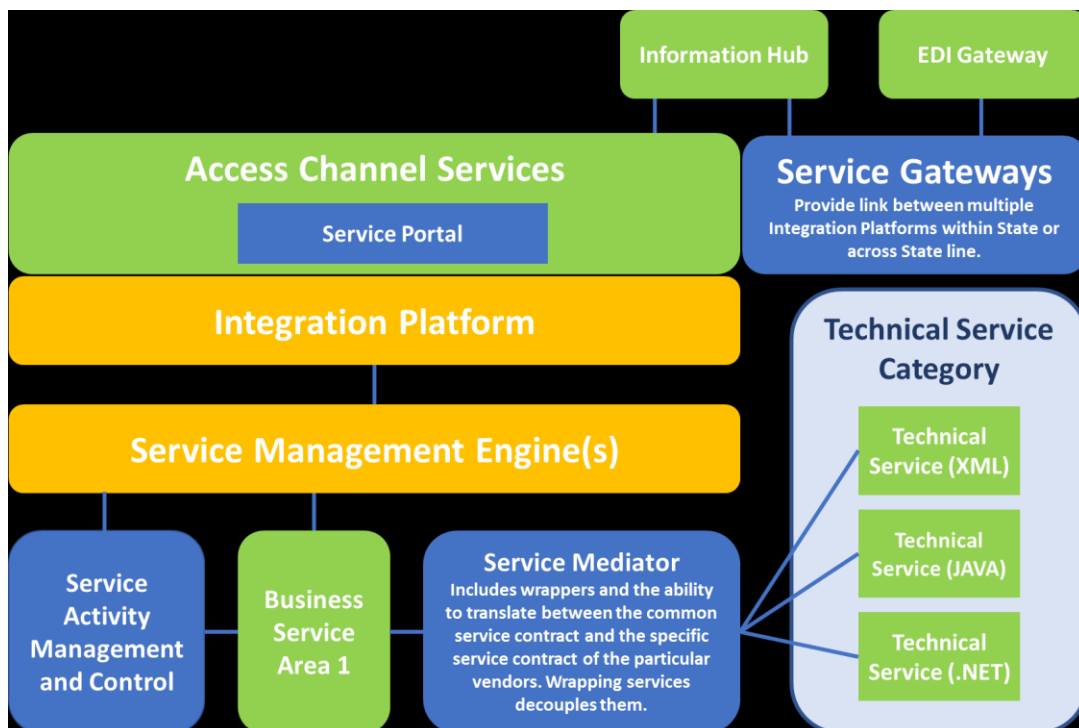 Information Hub
EDI Gateway
Access Channel Services
Service Portal
Service Gateways
Provide link between multiple
Integration Platforms within State or
across State line.
Integration Platform
Service Management Engine(s)
Technical Service
Category
Technical
Service (XML)
Technical
Service (JAVA)
Technical
Service (.NET)
Service
Activity
Management
and Control
Business
Service
Area 1
Service Mediator
Includes wrappers and the ability
to translate between the common
service contract and the specific
service contract of the particular
vendors. Wrapping services
decouples them.